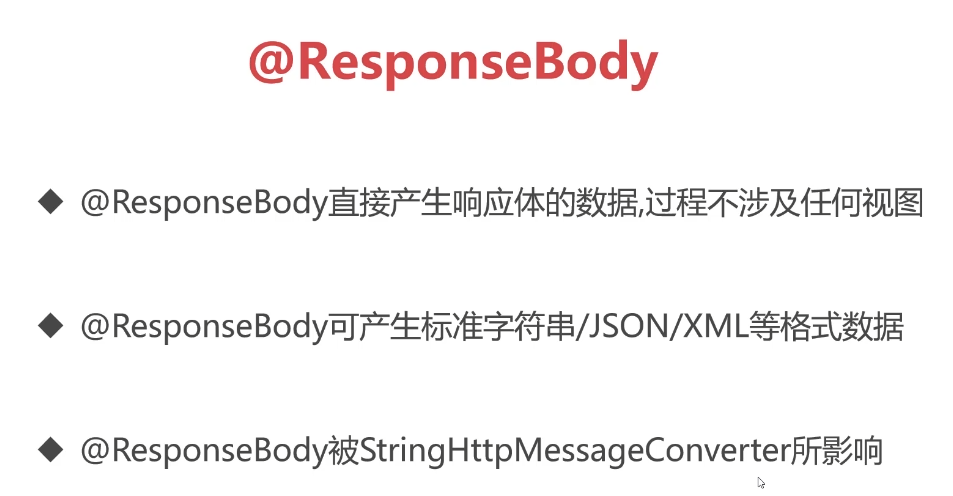 @ResponseBody
◆ @ResponseBody直接产生响应体的数据,过程不涉及任何视图
◆ @ResponseBody可产生标准字符串/JSON/XML等格式数据
◆ @ResponseBody被StringHttpMessageConverter所影响